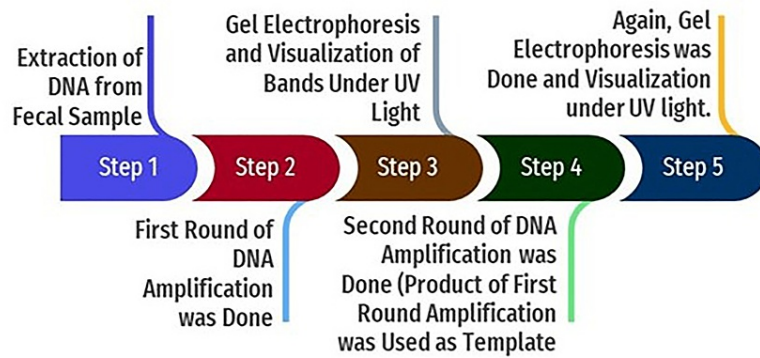 Extraction of
DNA from
Fecal Sample
Gel Electrophoresis
and Visualization of
Bands Under UV
Light
Again, Gel
Electrophoresis was
Done and Visualization
under UV light.
Step 1
Step 2
Step 3
Step 4
Step 5
First Round of
DNA
Amplification
was Done
Second Round of DNA
Amplification was
Done (Product of First
Round Amplification
was Used as Template